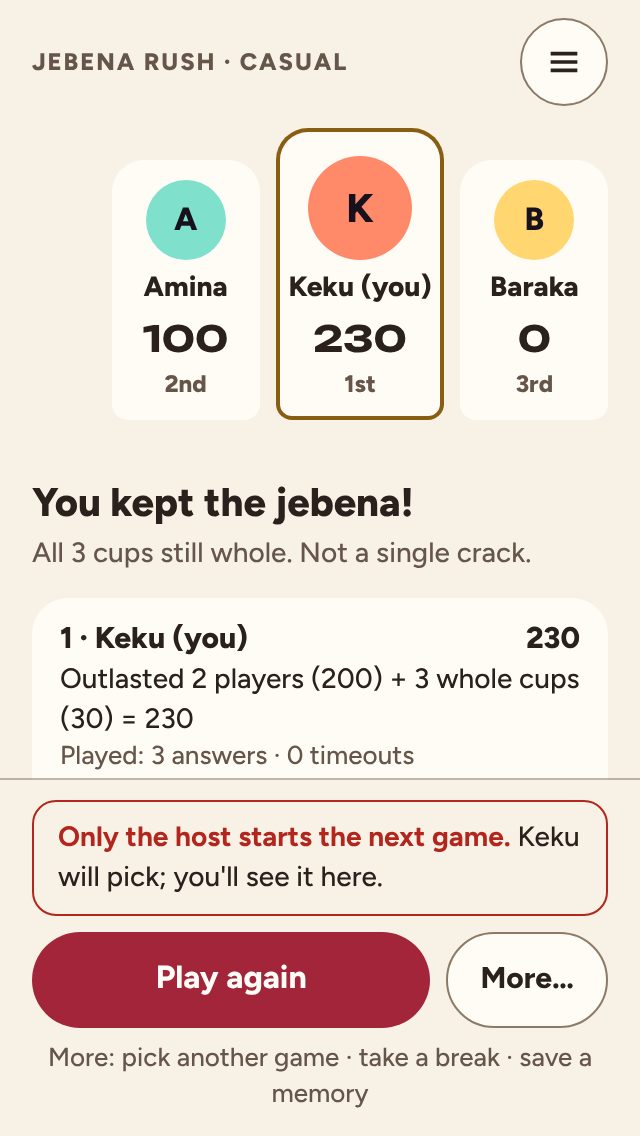 JEBENA RUSH · CASUAL
A
Amina
100
2nd
K
Keku (you)
230
1st
B
Baraka
0
3rd
You kept the jebena!
All 3 cups still whole. Not a single crack.
1 · Keku (you) 230
Outlasted 2 players (200) + 3 whole cups
(30) = 230
Played: 3 answers · 0 timeouts
Only the host starts the next game. Keku
will pick; you'll see it here.
Play again
More...
More: pick another game · take a break · save a
memory